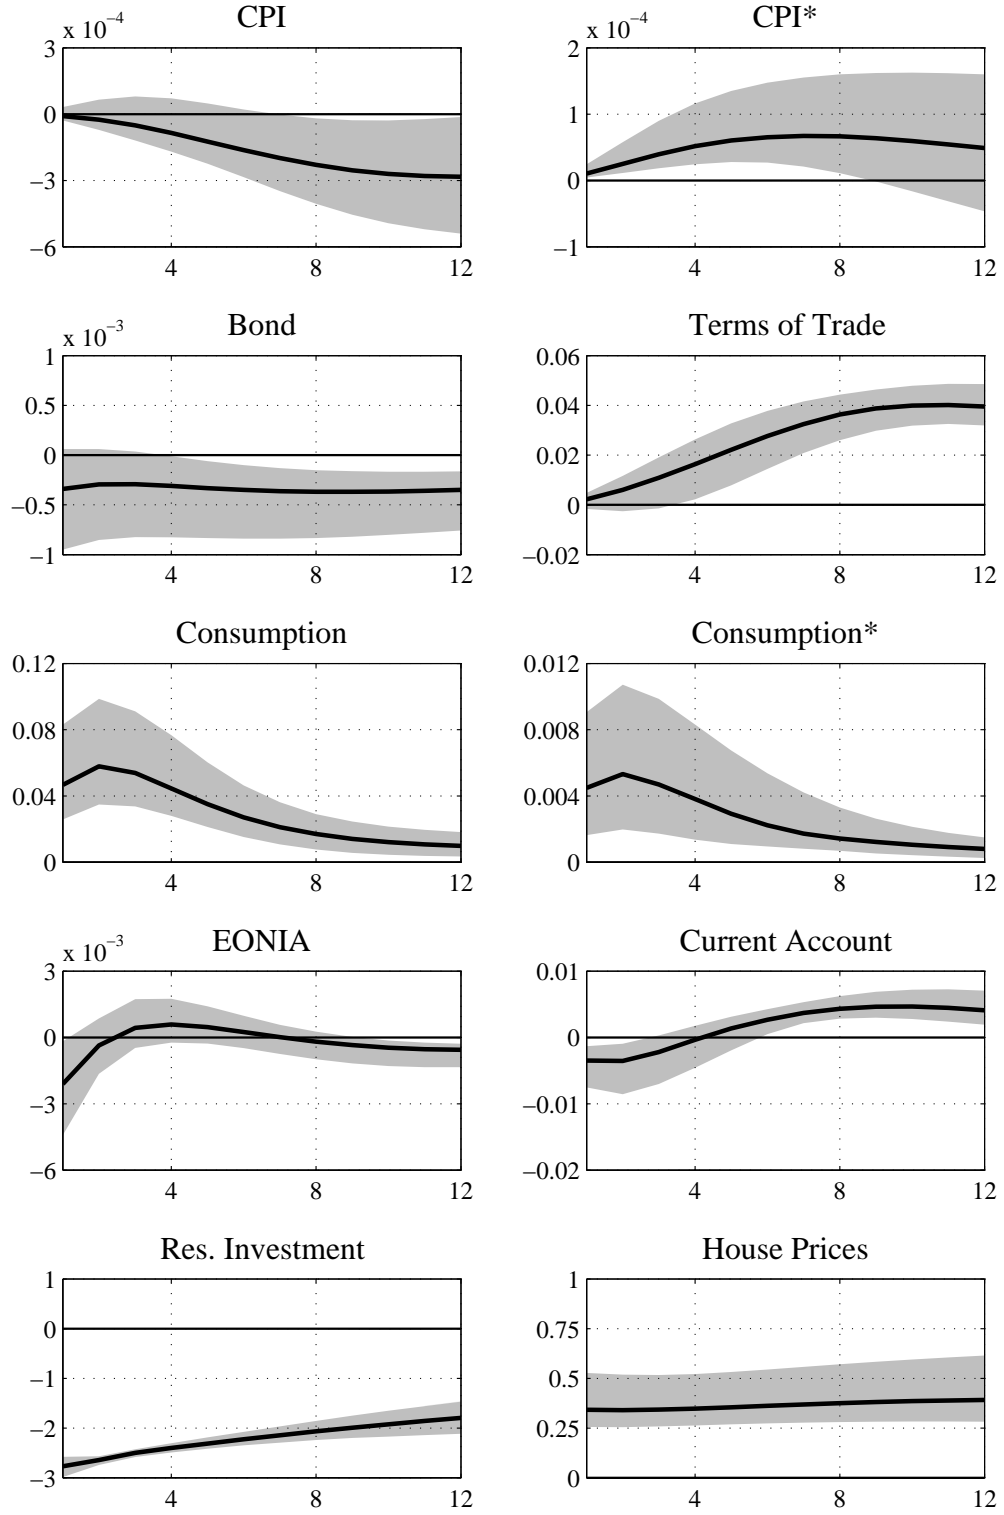 CPI
x 10⁻⁴
3
0
−3
−6
4 8 12
CPI*
x 10⁻⁴
2
1
0
−1
4 8 12
Bond
x 10⁻³
1
0.5
0
−0.5
−1
4 8 12
Terms of Trade
0.06
0.04
0.02
0
−0.02
4 8 12
Consumption
0.12
0.08
0.04
0
4 8 12
Consumption*
0.012
0.008
0.004
0
4 8 12
EONIA
x 10⁻³
3
0
−3
−6
4 8 12
Current Account
0.01
0
−0.01
−0.02
4 8 12
Res. Investment
1
0
−1
−2
−3
4 8 12
House Prices
1
0.75
0.5
0.25
0
4 8 12